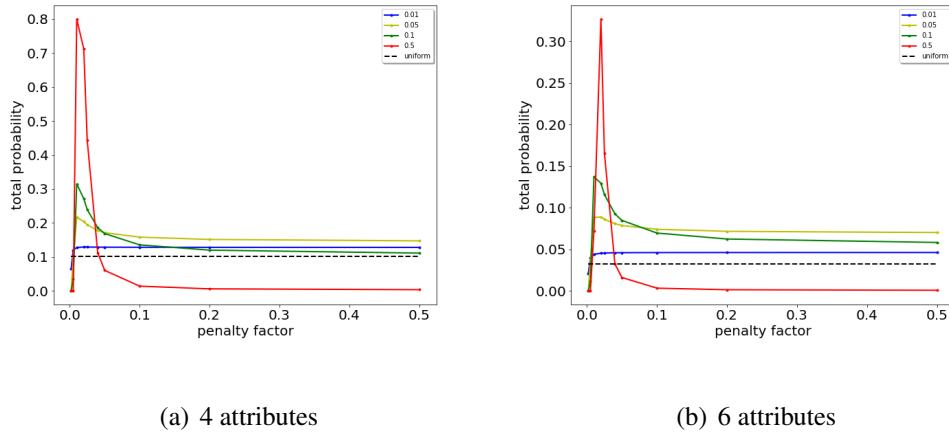 0.8
0.7
0.6
0.5
0.4
0.3
0.2
0.1
0.0
total probability
0.0 0.1 0.2 0.3 0.4 0.5
penalty factor
0.01
0.05
0.1
0.5
uniform
(a) 4 attributes
0.30
0.25
0.20
0.15
0.10
0.05
0.00
total probability
0.0 0.1 0.2 0.3 0.4 0.5
penalty factor
0.01
0.05
0.1
0.5
uniform
(b) 6 attributes